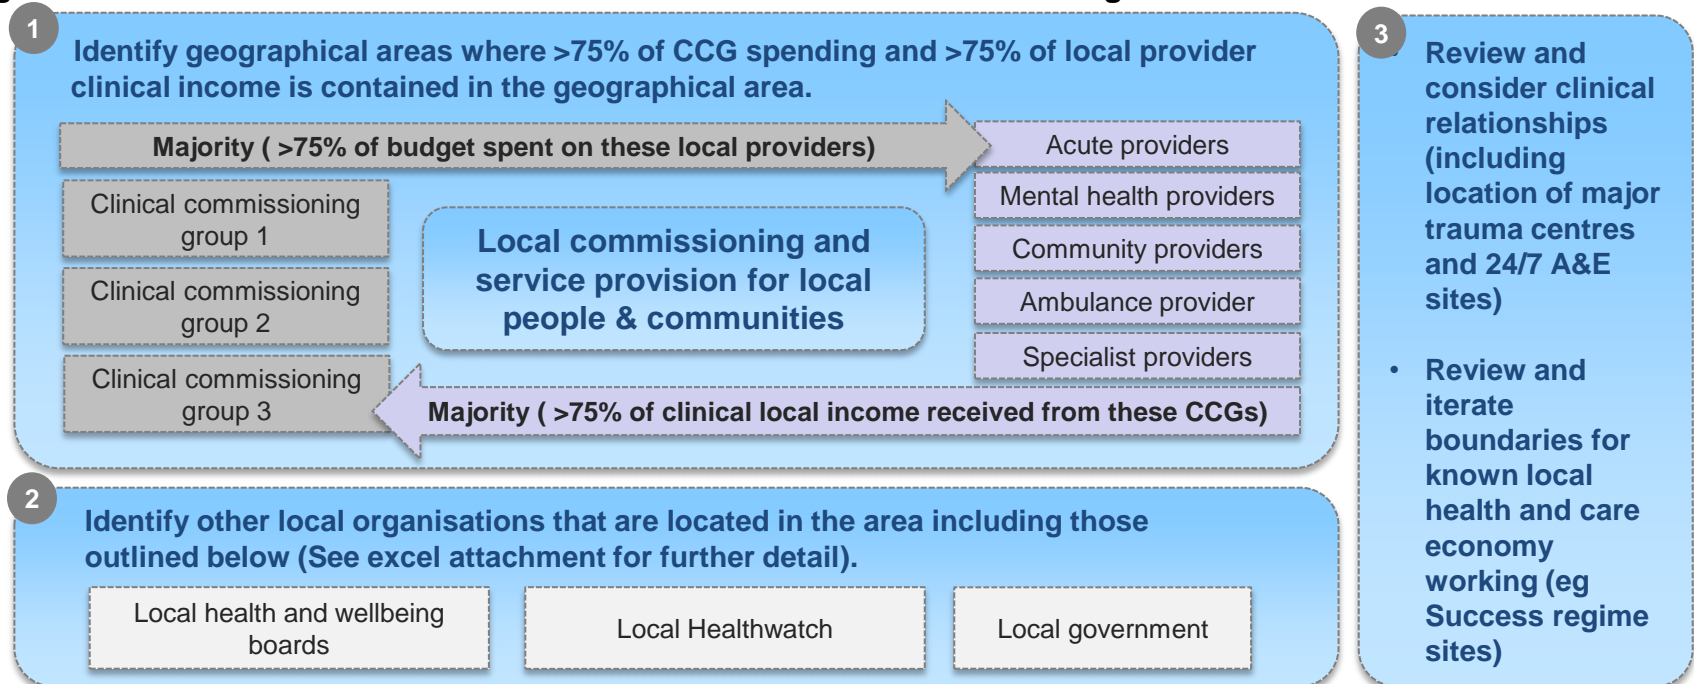 1
Identify geographical areas where >75% of CCG spending and >75% of local provider
clinical income is contained in the geographical area.
Majority ( >75% of budget spent on these local providers)
Clinical commissioning
group 1
Clinical commissioning
group 2
Clinical commissioning
group 3
Local commissioning and
service provision for local
people & communities
Acute providers
Mental health providers
Community providers
Ambulance provider
Specialist providers
Majority ( >75% of clinical local income received from these CCGs)
2
Identify other local organisations that are located in the area including those
outlined below (See excel attachment for further detail).
Local health and wellbeing
boards
Local Healthwatch
Local government
3
Review and
consider clinical
relationships
(including
location of major
trauma centres
and 24/7 A&E
sites)
• Review and
iterate
boundaries for
known local
health and care
economy
working (eg
Success regime
sites)